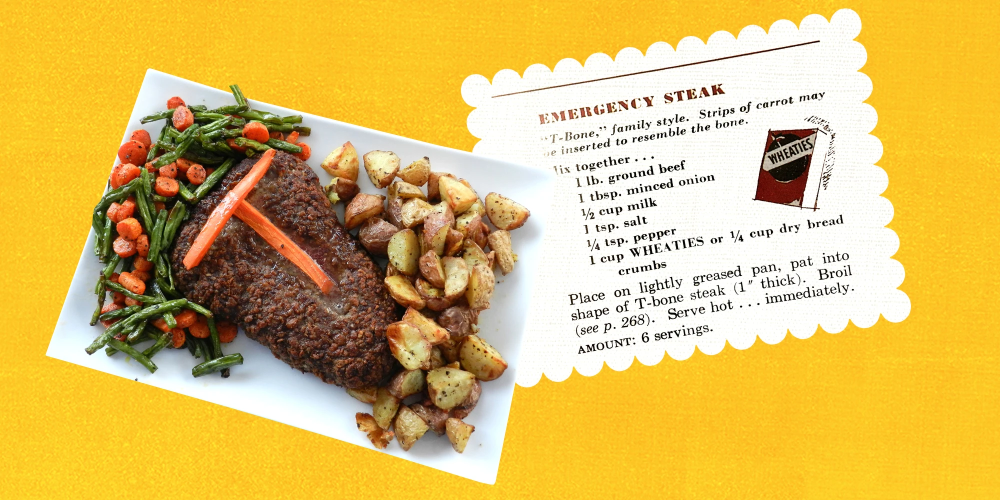 EMERGENCY STEAK
"T-Bone," family style. Strips of carrot may
be inserted to resemble the bone.
Mix together . . .
1 lb. ground beef
1 tbsp. minced onion
½ cup milk
1 tsp. salt
¼ tsp. pepper
1 cup WHEATIES or ¼ cup dry bread
crumbs
WHEATIES
Place on lightly greased pan, pat into
shape of T-bone steak (1″ thick). Broil
(see p. 268). Serve hot . . . immediately.
AMOUNT: 6 servings.